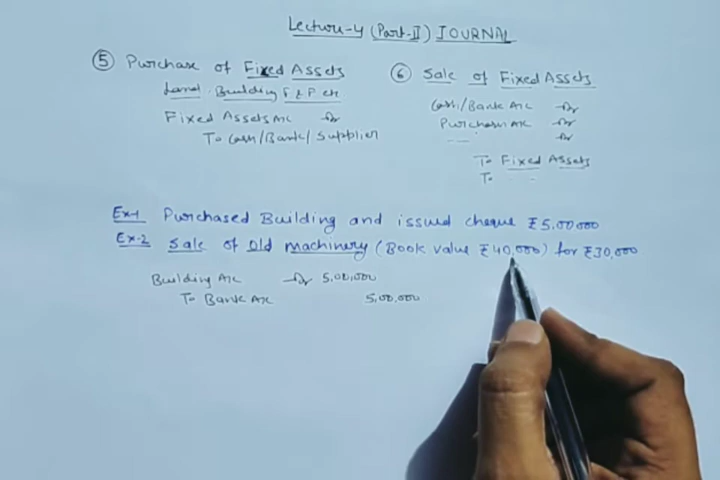 Lecture-4 (Part-II) JOURNAL
⑤ Purchase of Fixed Assets
Land Building F & P etc
Fixed Assets A/c Dr
To Cash/Bank/Supplier
⑥ Sale of Fixed Assets
Cash/Bank A/c Dr
Purchaser A/c Dr
...... Dr
To Fixed Assets
To ....
Ex-1 Purchased Building and issued cheque ₹5,00,000
Ex-2 Sale of Old machinery (Book value ₹40,000) for ₹30,000
Building A/c Dr 5,00,000
To Bank A/c 5,00,000